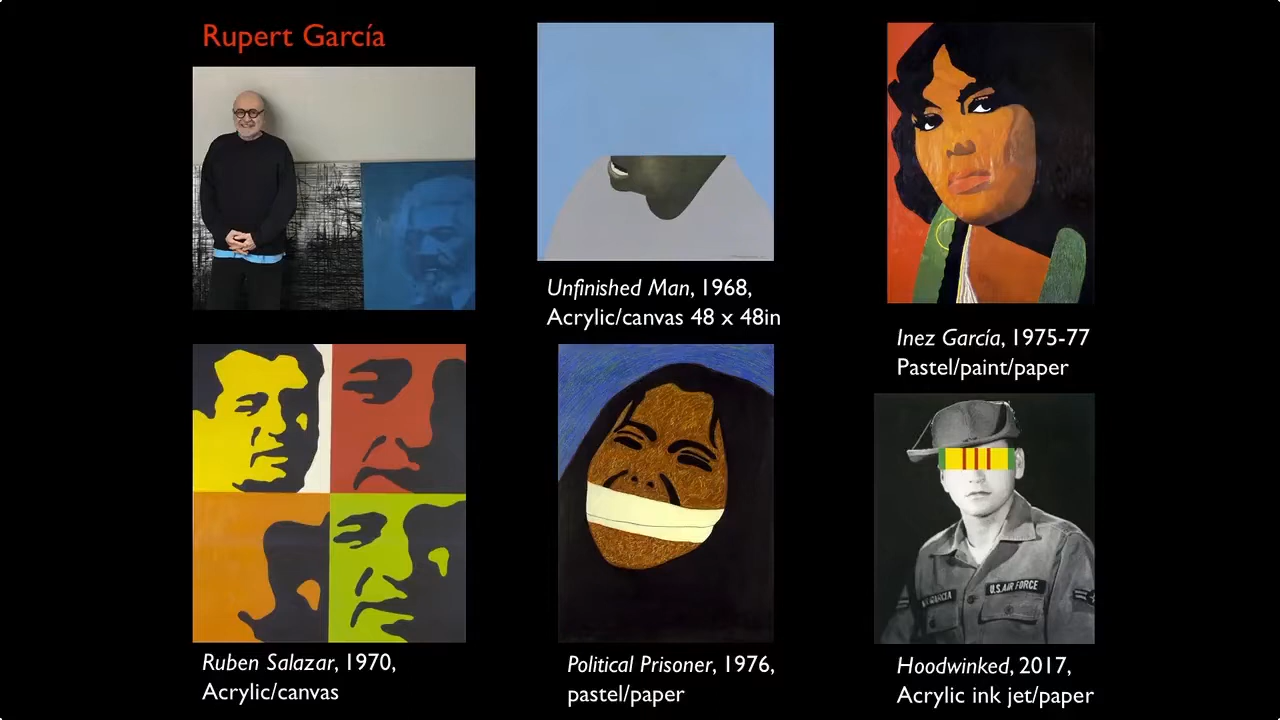 Rupert García
Unfinished Man, 1968,
Acrylic/canvas 48 x 48in
Inez García, 1975-77
Pastel/paint/paper
U.S. AIR FORCE
GARCIA
Ruben Salazar, 1970,
Acrylic/canvas
Political Prisoner, 1976,
pastel/paper
Hoodwinked, 2017,
Acrylic ink jet/paper